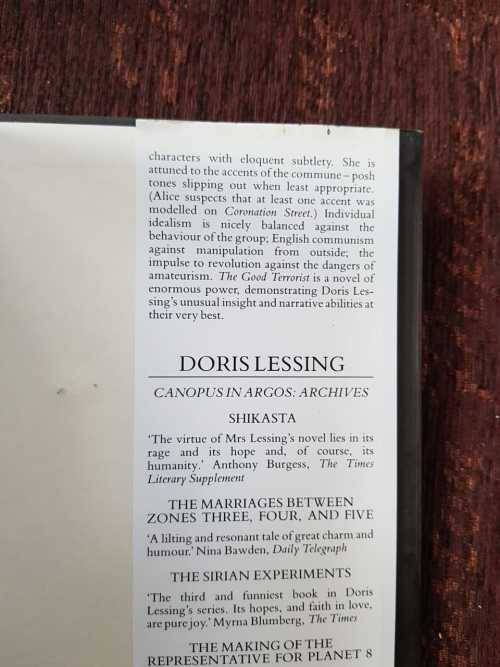 characters with eloquent subtlety. She is
attuned to the accents of the commune – posh
tones slipping out when least appropriate.
(Alice suspects that at least one accent was
modelled on Coronation Street.) Individual
idealism is nicely balanced against the
behaviour of the group; English communism
against manipulation from outside; the
impulse to revolution against the dangers of
amateurism. The Good Terrorist is a novel of
enormous power, demonstrating Doris Les-
sing's unusual insight and narrative abilities at
their very best.
DORIS LESSING
CANOPUS IN ARGOS: ARCHIVES
SHIKASTA
'The virtue of Mrs Lessing's novel lies in its
rage and its hope and, of course, its
humanity.' Anthony Burgess, The Times
Literary Supplement
THE MARRIAGES BETWEEN
ZONES THREE, FOUR, AND FIVE
'A lilting and resonant tale of great charm and
humour.' Nina Bawden, Daily Telegraph
THE SIRIAN EXPERIMENTS
'The third and funniest book in Doris
Lessing's series. Its hopes, and faith in love,
are pure joy.' Myrna Blumberg, The Times
THE MAKING OF THE
REPRESENTATIVE FOR PLANET 8